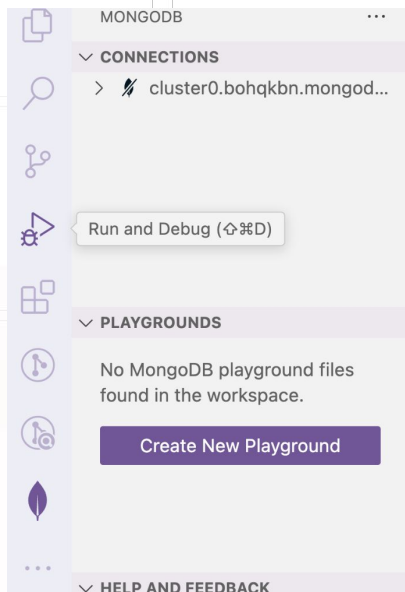 MONGODB
CONNECTIONS
cluster0.bohqkbn.mongod...
Run and Debug (⇧⌘D)
PLAYGROUNDS
No MongoDB playground files
found in the workspace.
Create New Playground
HELP AND FEEDBACK